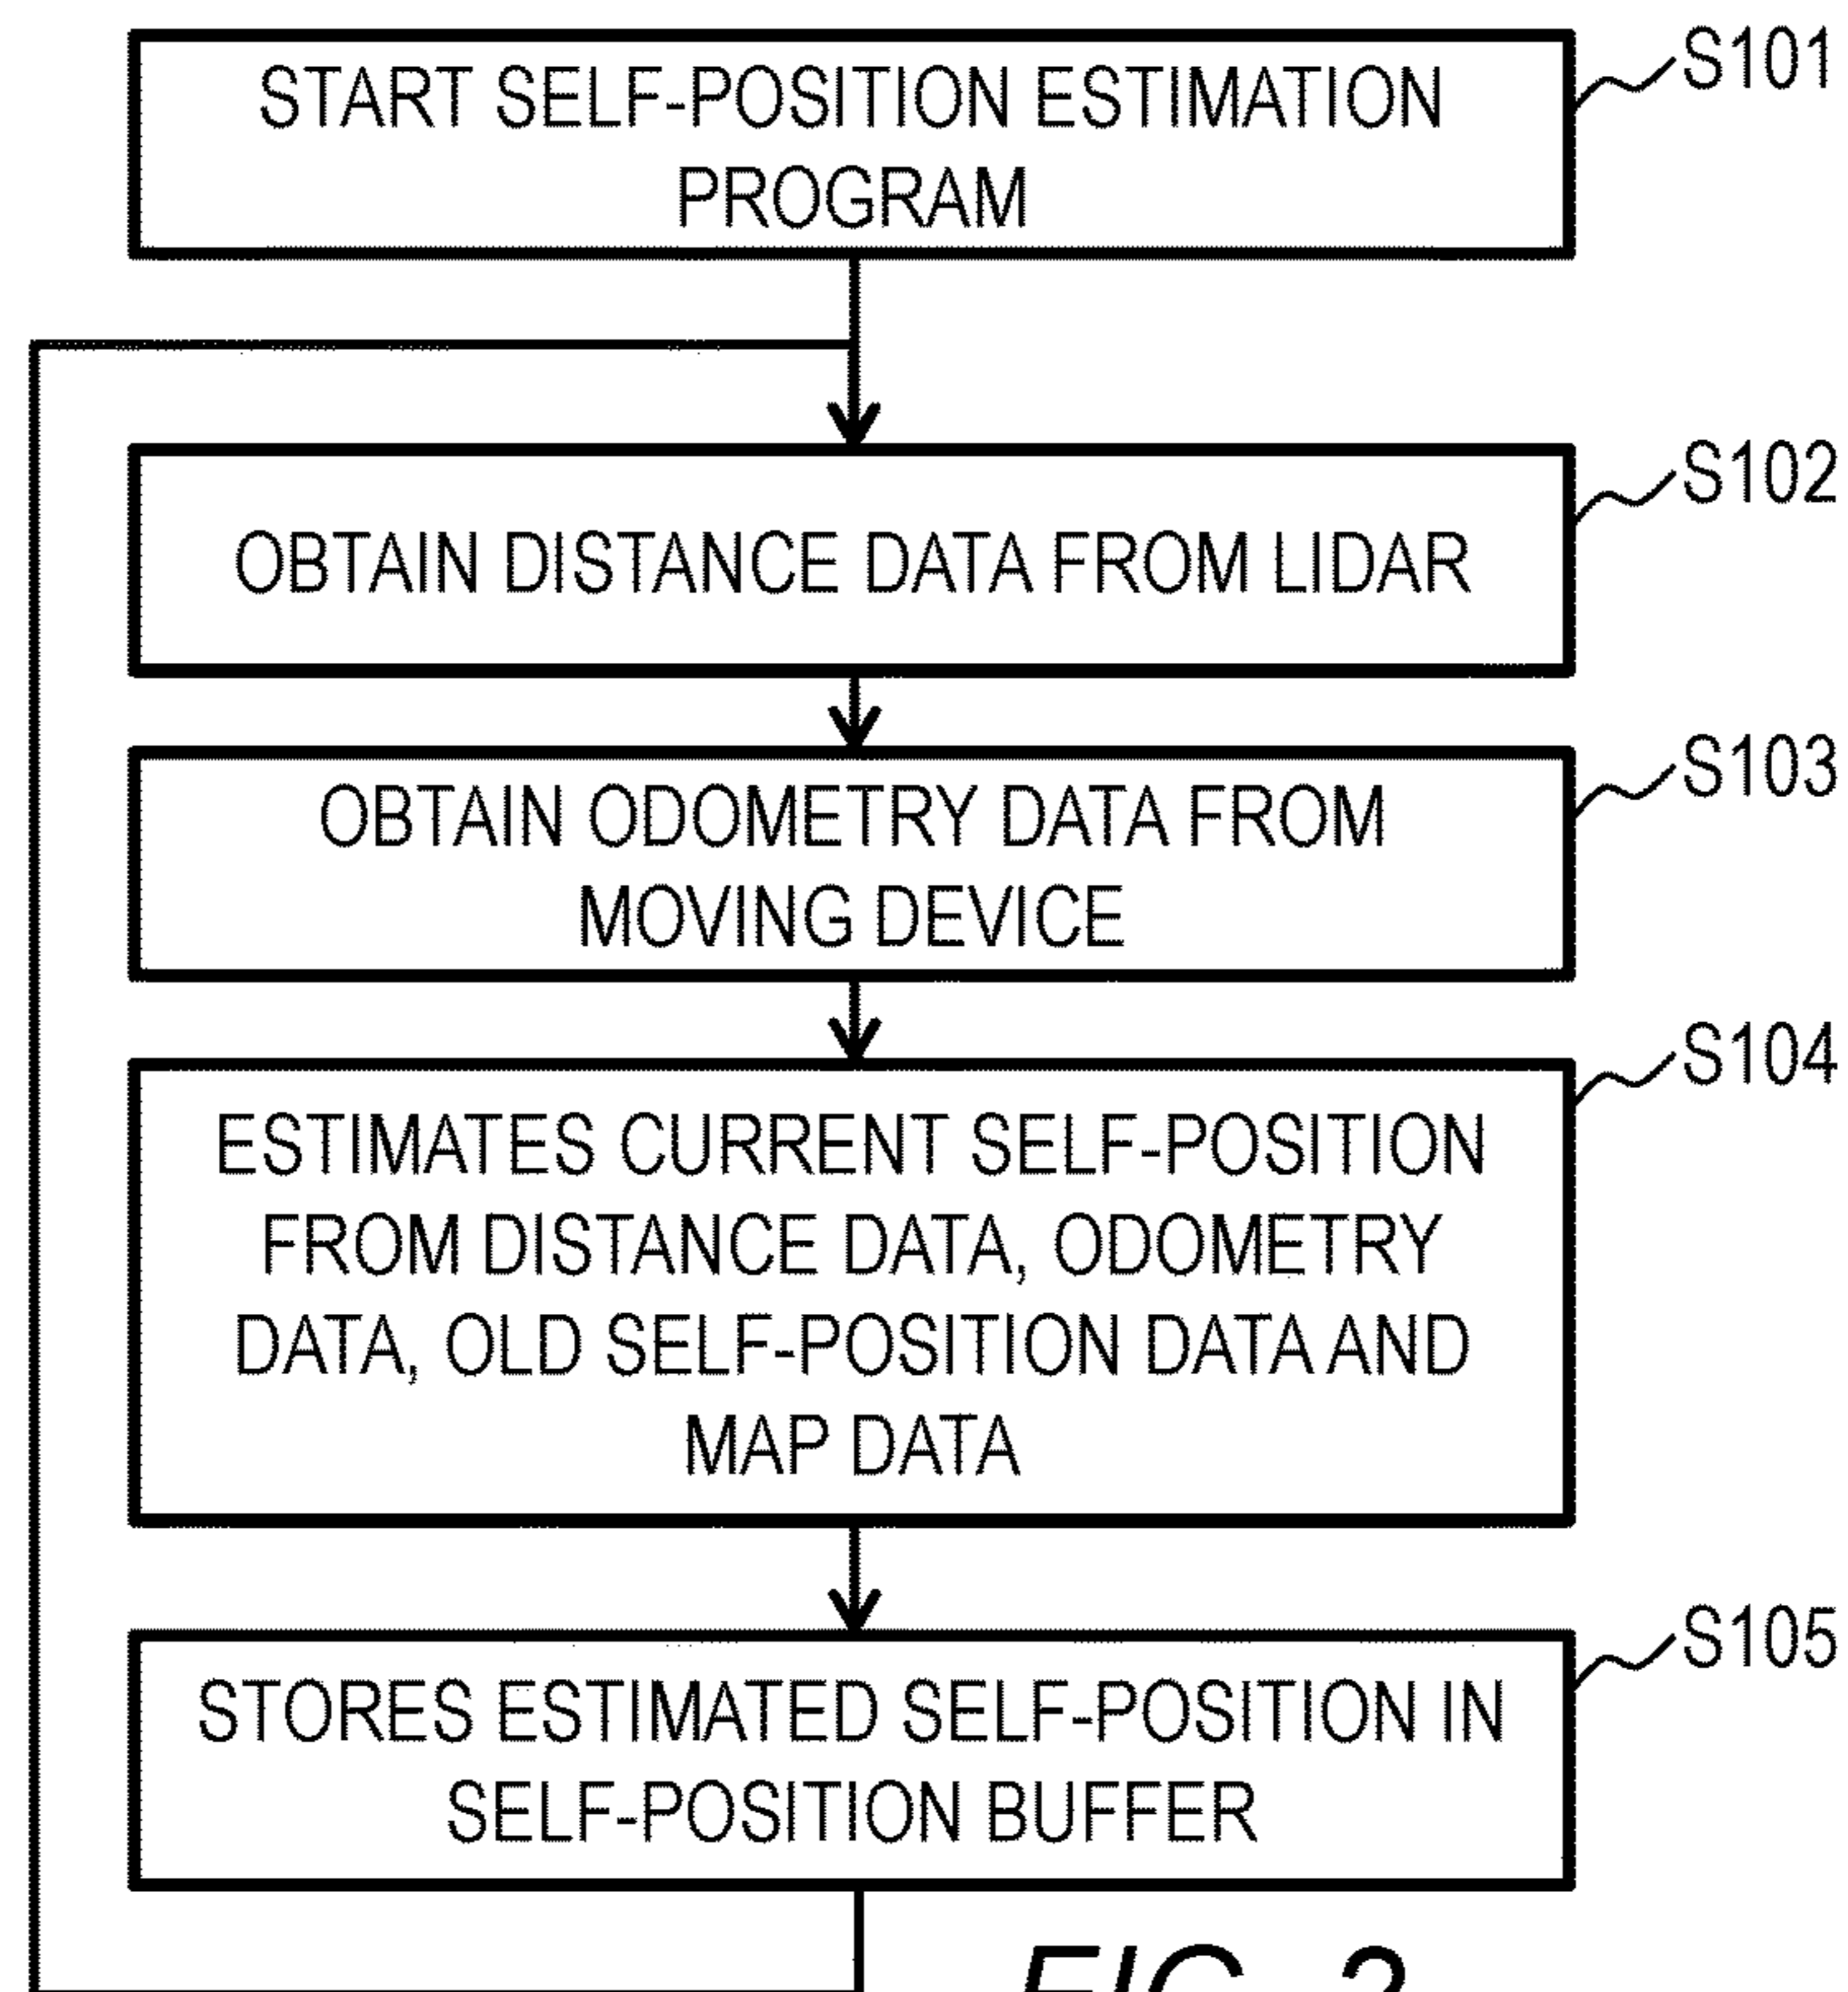 START SELF-POSITION ESTIMATION
PROGRAM
S101
OBTAIN DISTANCE DATA FROM LIDAR
S102
OBTAIN ODOMETRY DATA FROM
MOVING DEVICE
S103
ESTIMATES CURRENT SELF-POSITION
FROM DISTANCE DATA, ODOMETRY
DATA, OLD SELF-POSITION DATA AND
MAP DATA
S104
STORES ESTIMATED SELF-POSITION IN
SELF-POSITION BUFFER
S105
FIG.